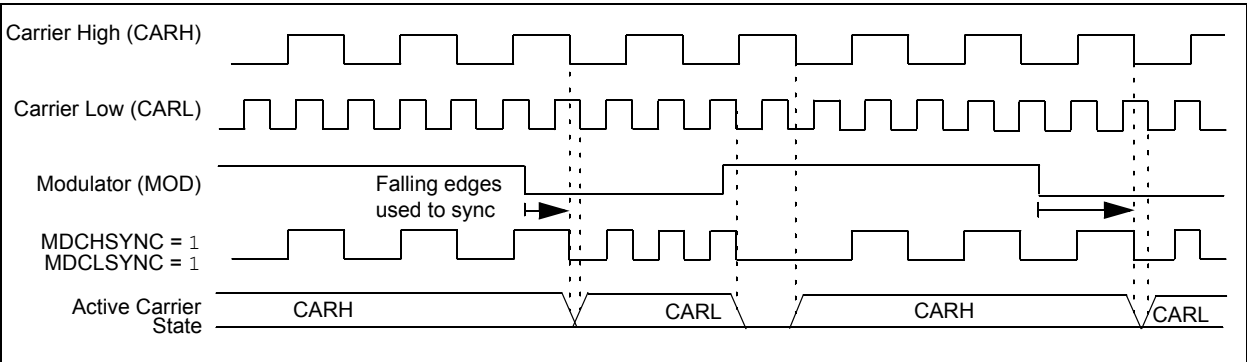 Carrier High (CARH)
Carrier Low (CARL)
Modulator (MOD)
Falling edges
used to sync
MDCHSYNC = 1
MDCLSYNC = 1
Active Carrier
State
CARH
CARL
CARH
CARL